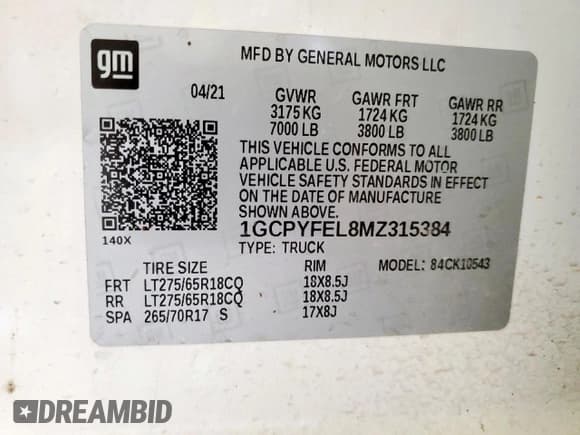 gm
MFD BY GENERAL MOTORS LLC
04/21
GVWR GAWR FRT GAWR RR
3175 KG 1724 KG 1724 KG
7000 LB 3800 LB 3800 LB
THIS VEHICLE CONFORMS TO ALL
APPLICABLE U.S. FEDERAL MOTOR
VEHICLE SAFETY STANDARDS IN EFFECT
ON THE DATE OF MANUFACTURE
SHOWN ABOVE.
140X
1GCPYFEL8MZ315384
TYPE: TRUCK
MODEL: 84CK10543
TIRE SIZE RIM
FRT LT275/65R18CQ 18X8.5J
RR LT275/65R18CQ 18X8.5J
SPA 265/70R17 S 17X8J
DREAMBID